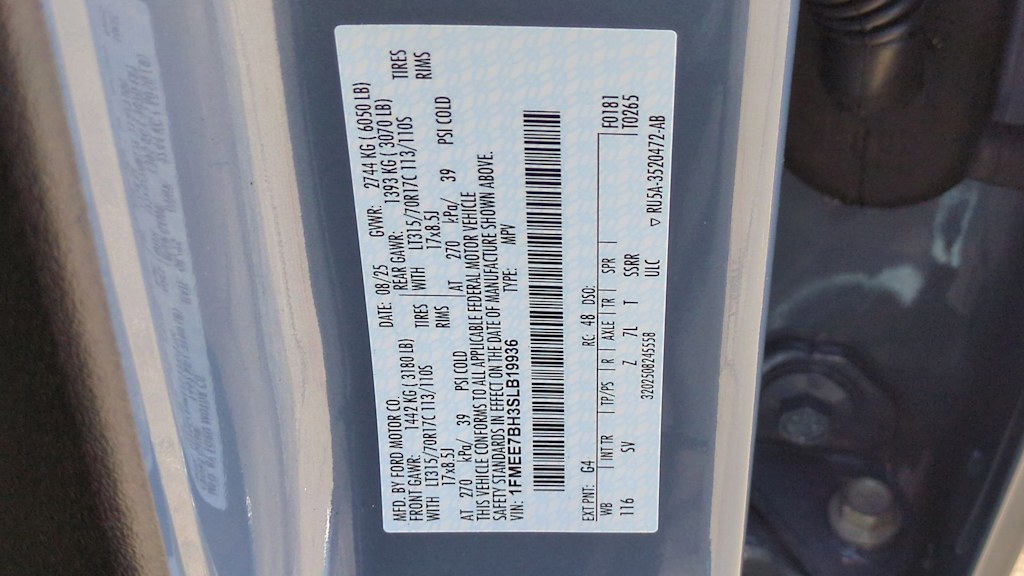 MFD. BY FORD MOTOR CO.
DATE: 08/25 GVWR: 2744 KG ( 6050 LB)
FRONT GAWR: 1442 KG ( 3180 LB) REAR GAWR: 1393 KG ( 3070 LB)
WITH LT315/70R17C 113/110S TIRES WITH LT315/70R17C 113/110S TIRES
17x8.5J RIMS 17x8.5J RIMS
AT 270 kPa/ 39 PSI COLD AT 270 kPa/ 39 PSI COLD
THIS VEHICLE CONFORMS TO ALL APPLICABLE FEDERAL MOTOR VEHICLE
SAFETY STANDARDS IN EFFECT ON THE DATE OF MANUFACTURE SHOWN ABOVE.
VIN: 1FMEE7BH3SLB19936 TYPE: MPV
EXT PNT: G4 RC: 48 DSO: F0181
WB INTR TP/PS R AXLE TR SPR T0265
116 SV Z 7L T SSRR
ULC
3202508245558 RU5A-3520472-AB